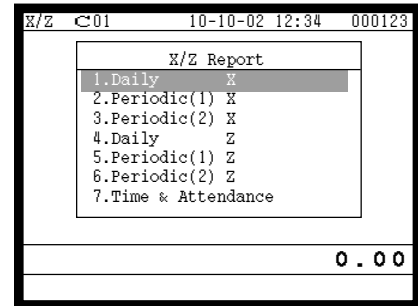 X/Z C01 10-10-02 12:34 000123
X/Z Report
1.Daily X
2.Periodic(1) X
3.Periodic(2) X
4.Daily Z
5.Periodic(1) Z
6.Periodic(2) Z
7.Time & Attendance
0.00